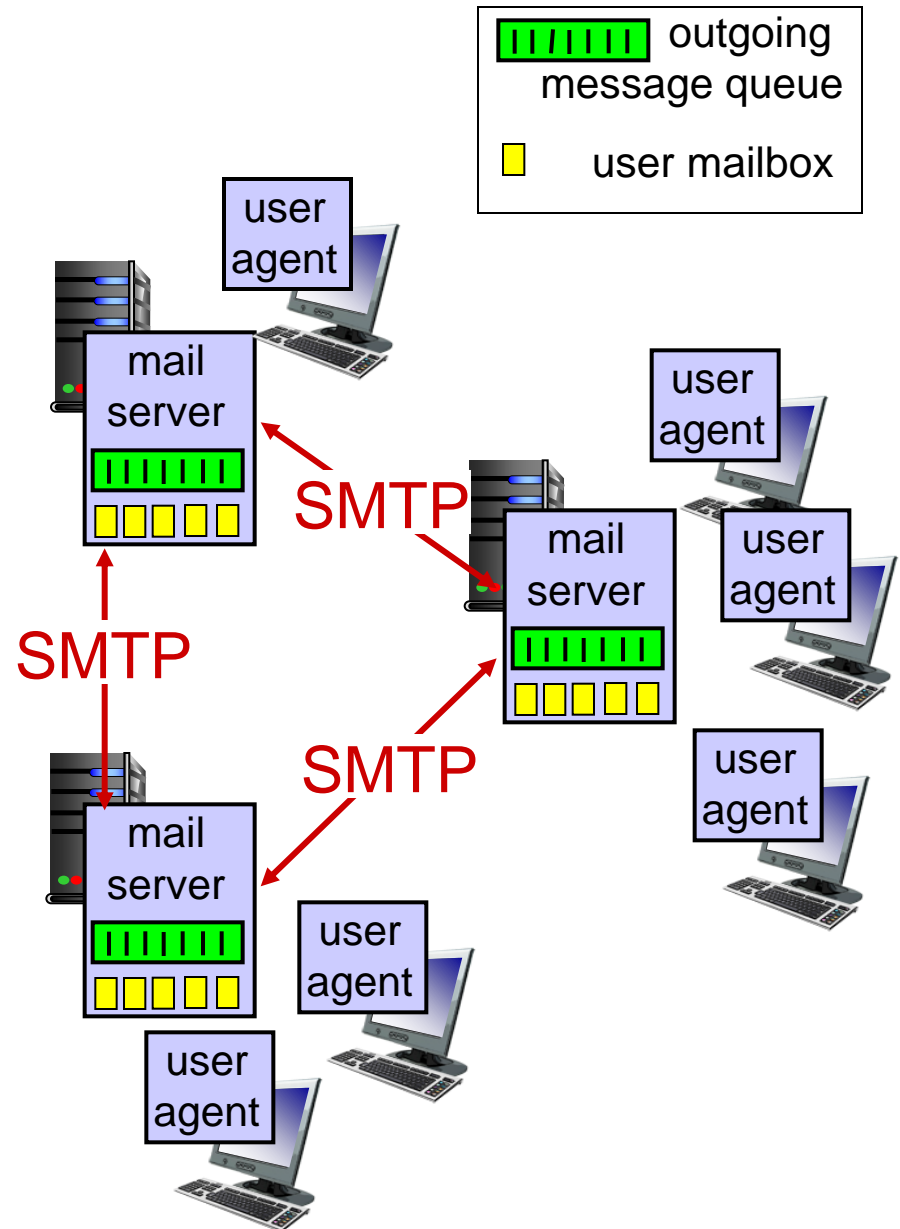 outgoing
message queue
user mailbox
user
agent
mail
server
SMTP
user
agent
mail
server
user
agent
SMTP
SMTP
user
agent
mail
server
user
agent
user
agent